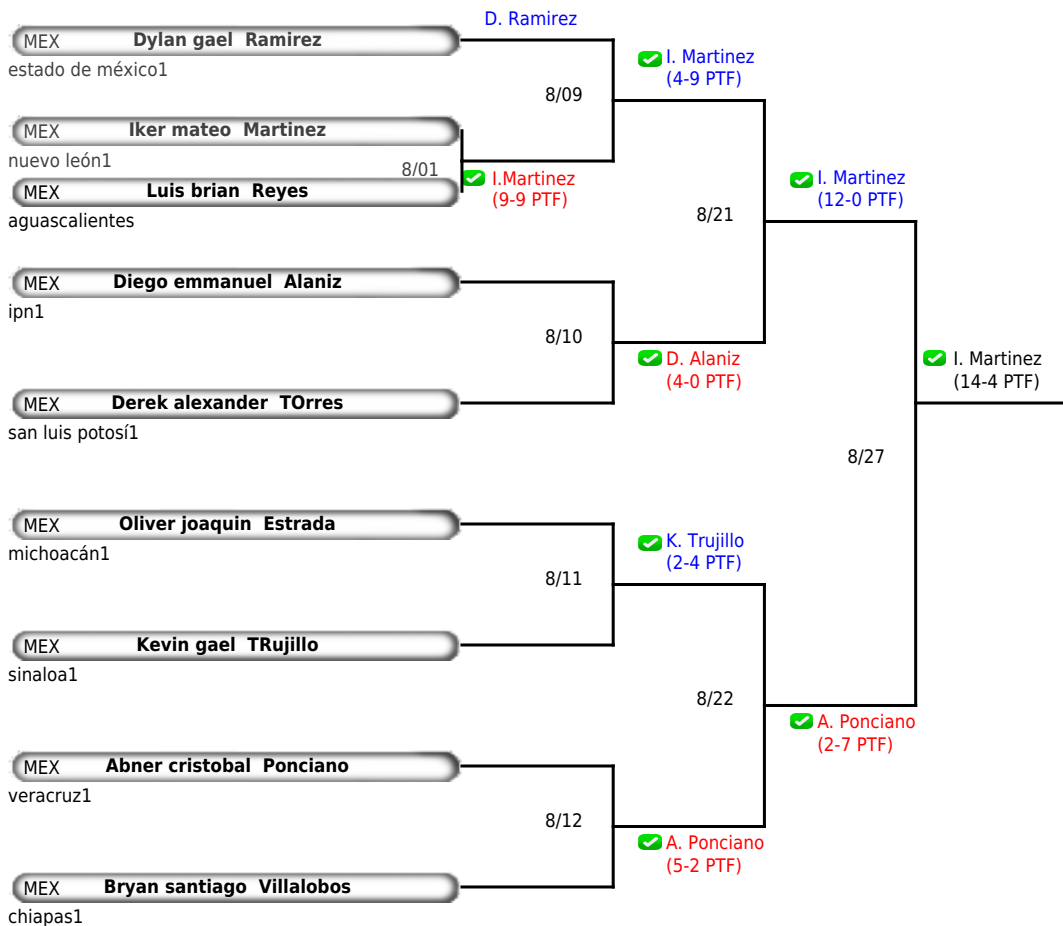 D. Ramirez
MEX Dylan gael Ramirez
estado de méxico1
I. Martinez
(4-9 PTF)
8/09
MEX Iker mateo Martinez
nuevo león1
8/01
I.Martinez
(9-9 PTF)
MEX Luis brian Reyes
aguascalientes
I. Martinez
(12-0 PTF)
8/21
MEX Diego emmanuel Alaniz
ipn1
8/10
D. Alaniz
(4-0 PTF)
I. Martinez
(14-4 PTF)
MEX Derek alexander TOrres
san luis potosí1
8/27
MEX Oliver joaquin Estrada
michoacán1
K. Trujillo
(2-4 PTF)
8/11
MEX Kevin gael TRujillo
sinaloa1
8/22
A. Ponciano
(2-7 PTF)
MEX Abner cristobal Ponciano
veracruz1
8/12
A. Ponciano
(5-2 PTF)
MEX Bryan santiago Villalobos
chiapas1